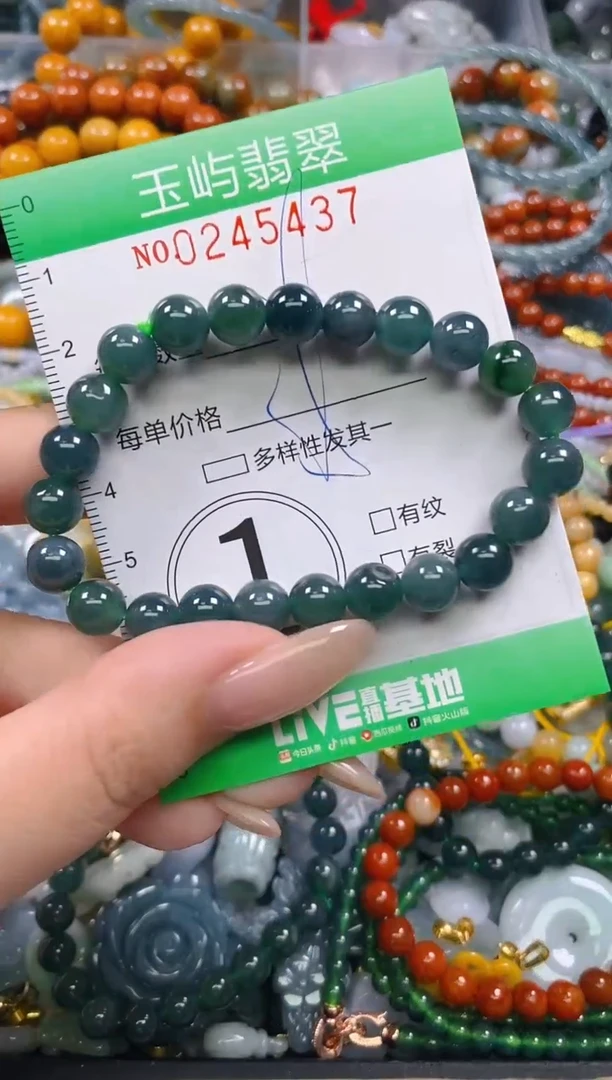 玉屿翡翠
NO0245437
0
1
2
数
每单价格
多样性发其一
4
有纹
5
1
有裂
LIVE直播基地
今日头条 抖音 西瓜视频 抖音火山版